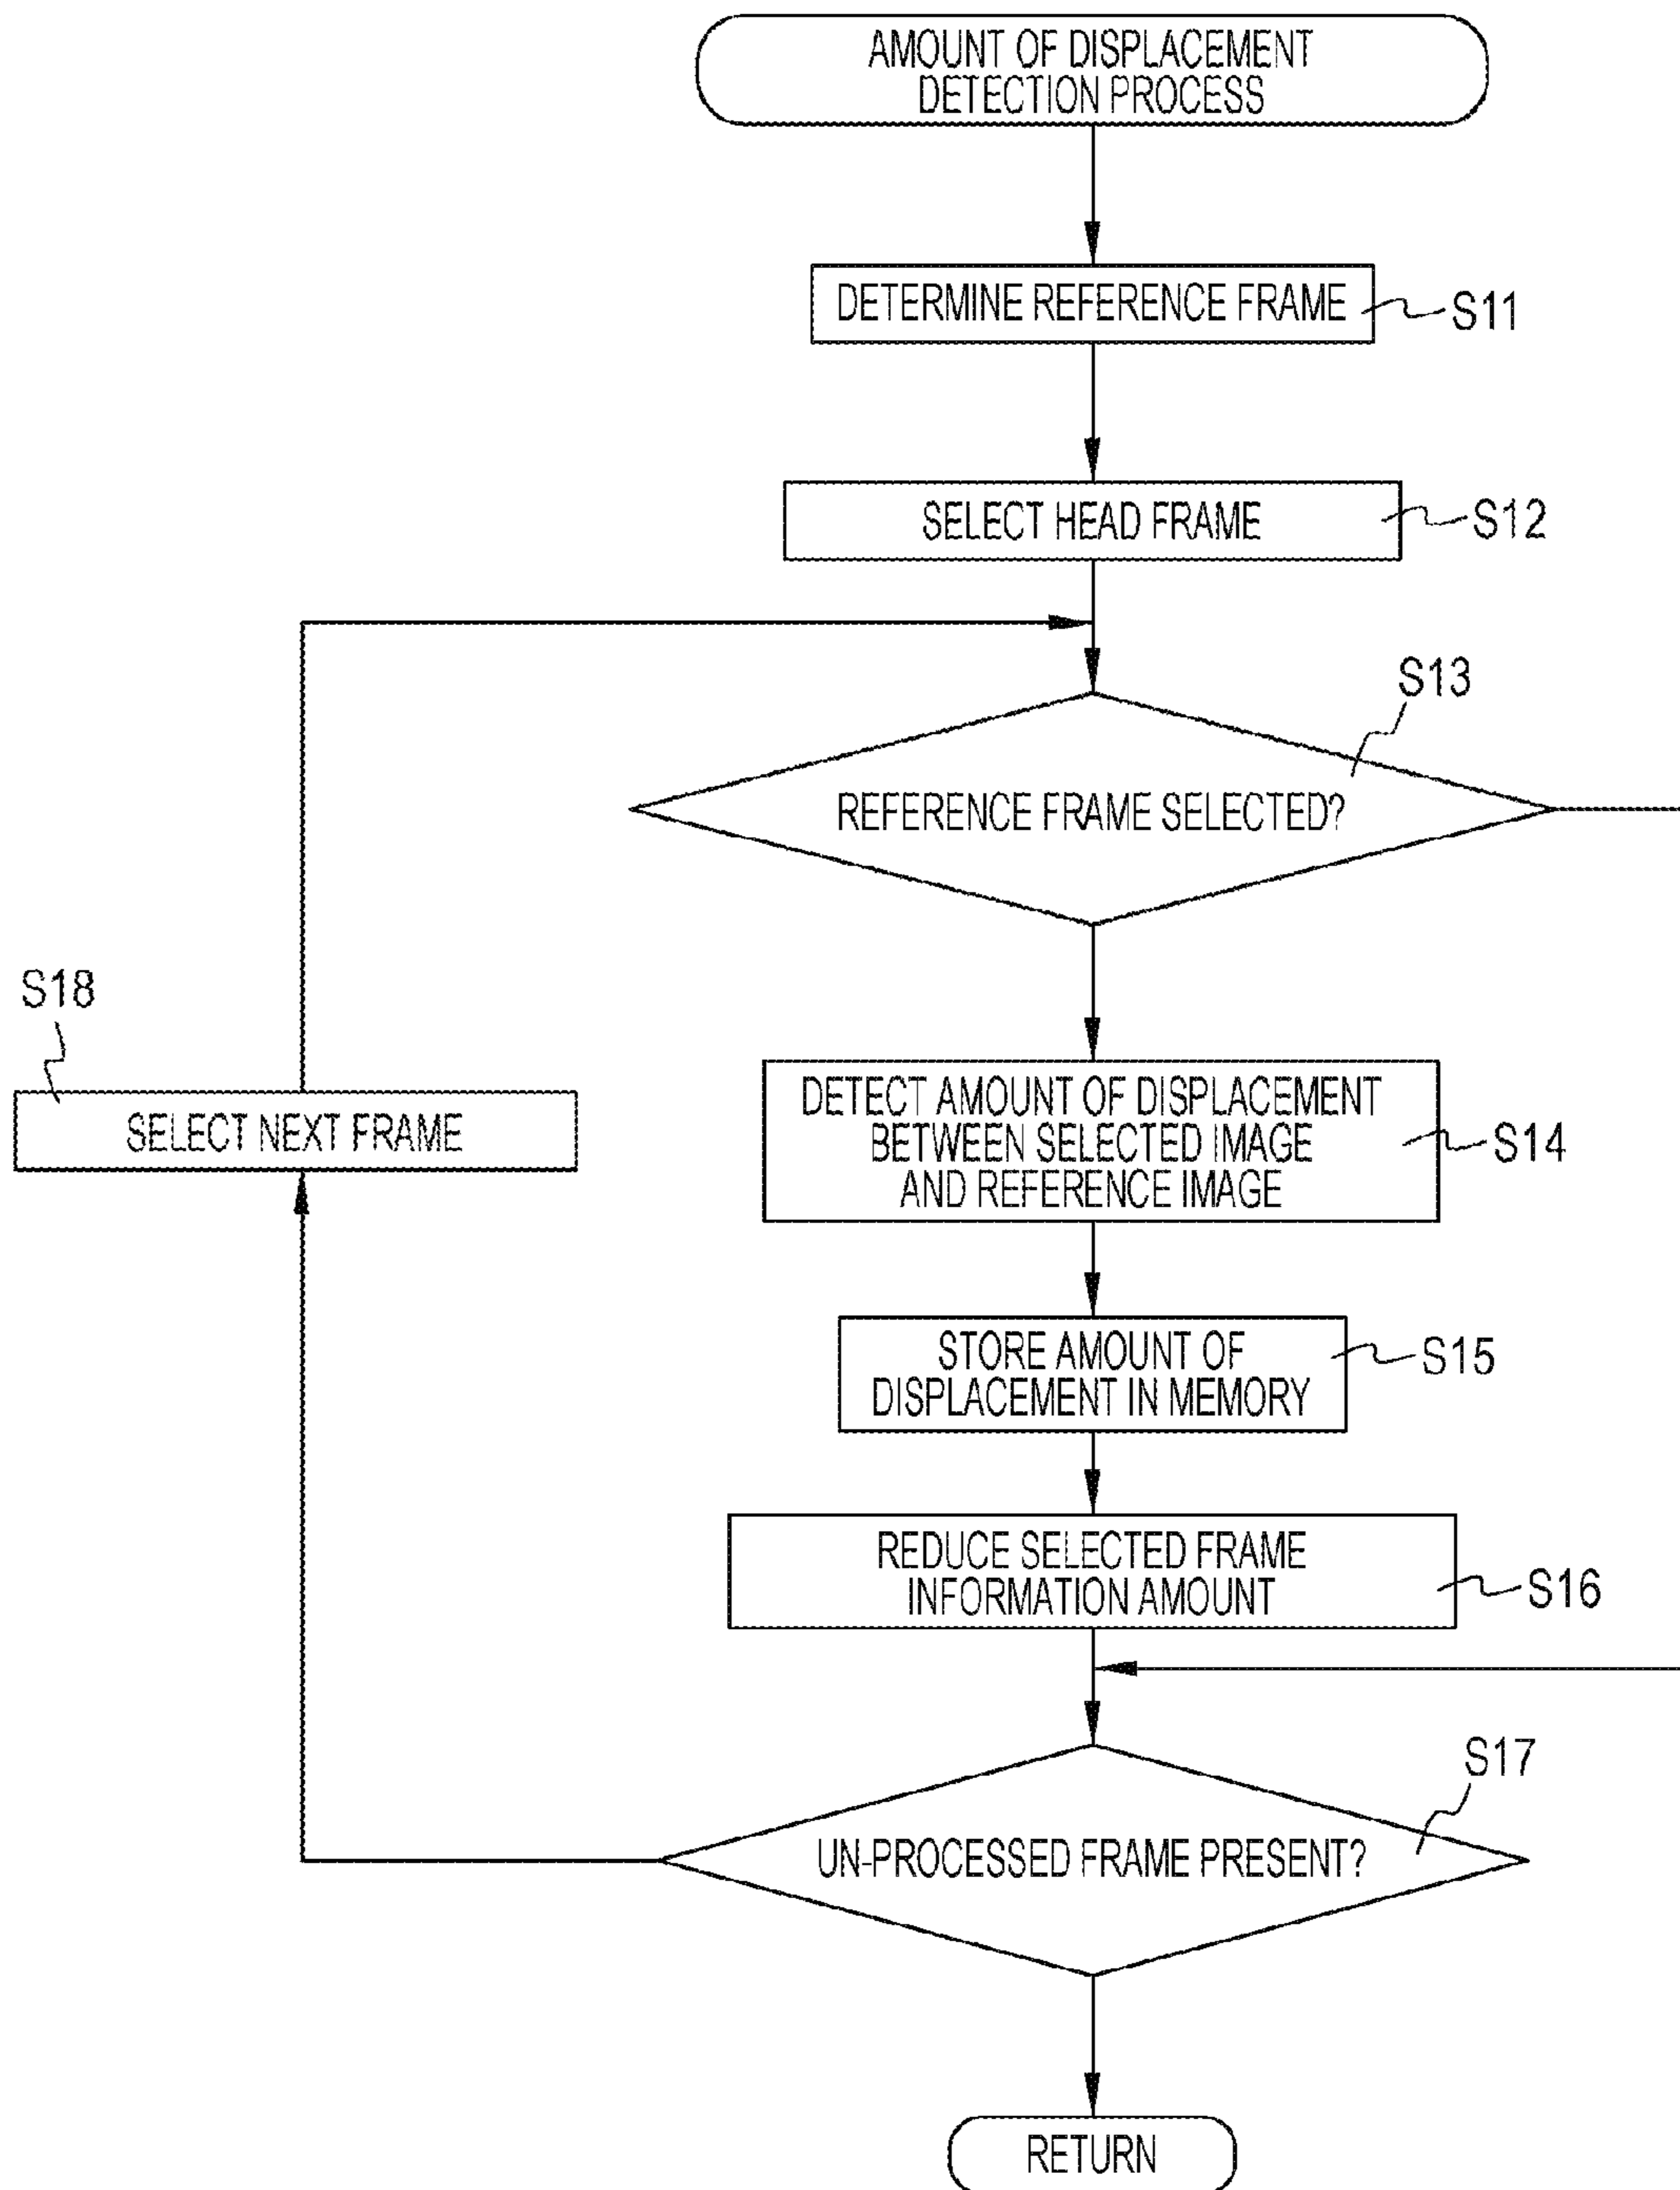 AMOUNT OF DISPLACEMENT
DETECTION PROCESS
DETERMINE REFERENCE FRAME
S11
SELECT HEAD FRAME
S12
S13
REFERENCE FRAME SELECTED?
S18
SELECT NEXT FRAME
DETECT AMOUNT OF DISPLACEMENT
BETWEEN SELECTED IMAGE
AND REFERENCE IMAGE
S14
STORE AMOUNT OF
DISPLACEMENT IN MEMORY
S15
REDUCE SELECTED FRAME
INFORMATION AMOUNT
S16
S17
UN-PROCESSED FRAME PRESENT?
RETURN